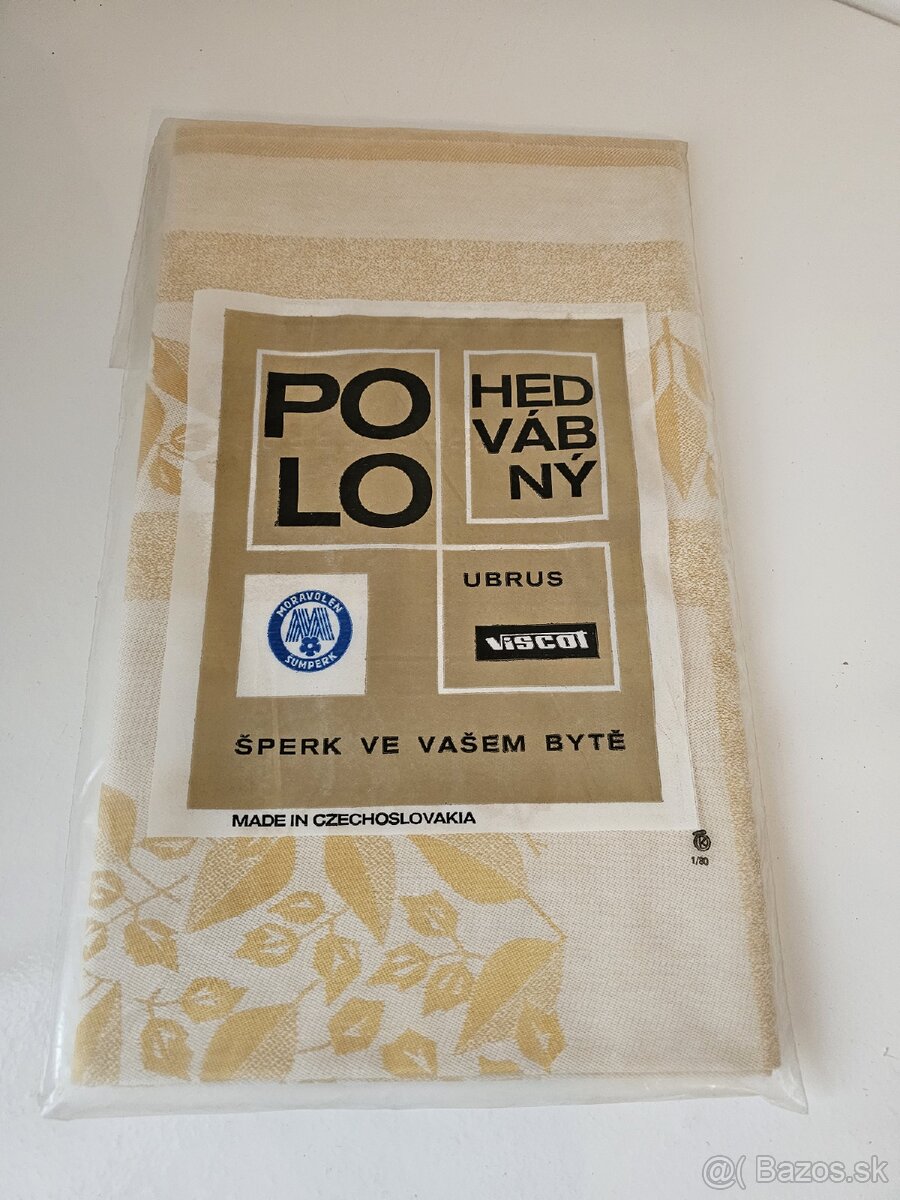 PO
LO
HED
VÁB
NÝ
MORAVOLEN
ŠUMPERK
UBRUS
viscot
ŠPERK VE VAŠEM BYTĚ
MADE IN CZECHOSLOVAKIA
1/80
@( Bazos.sk